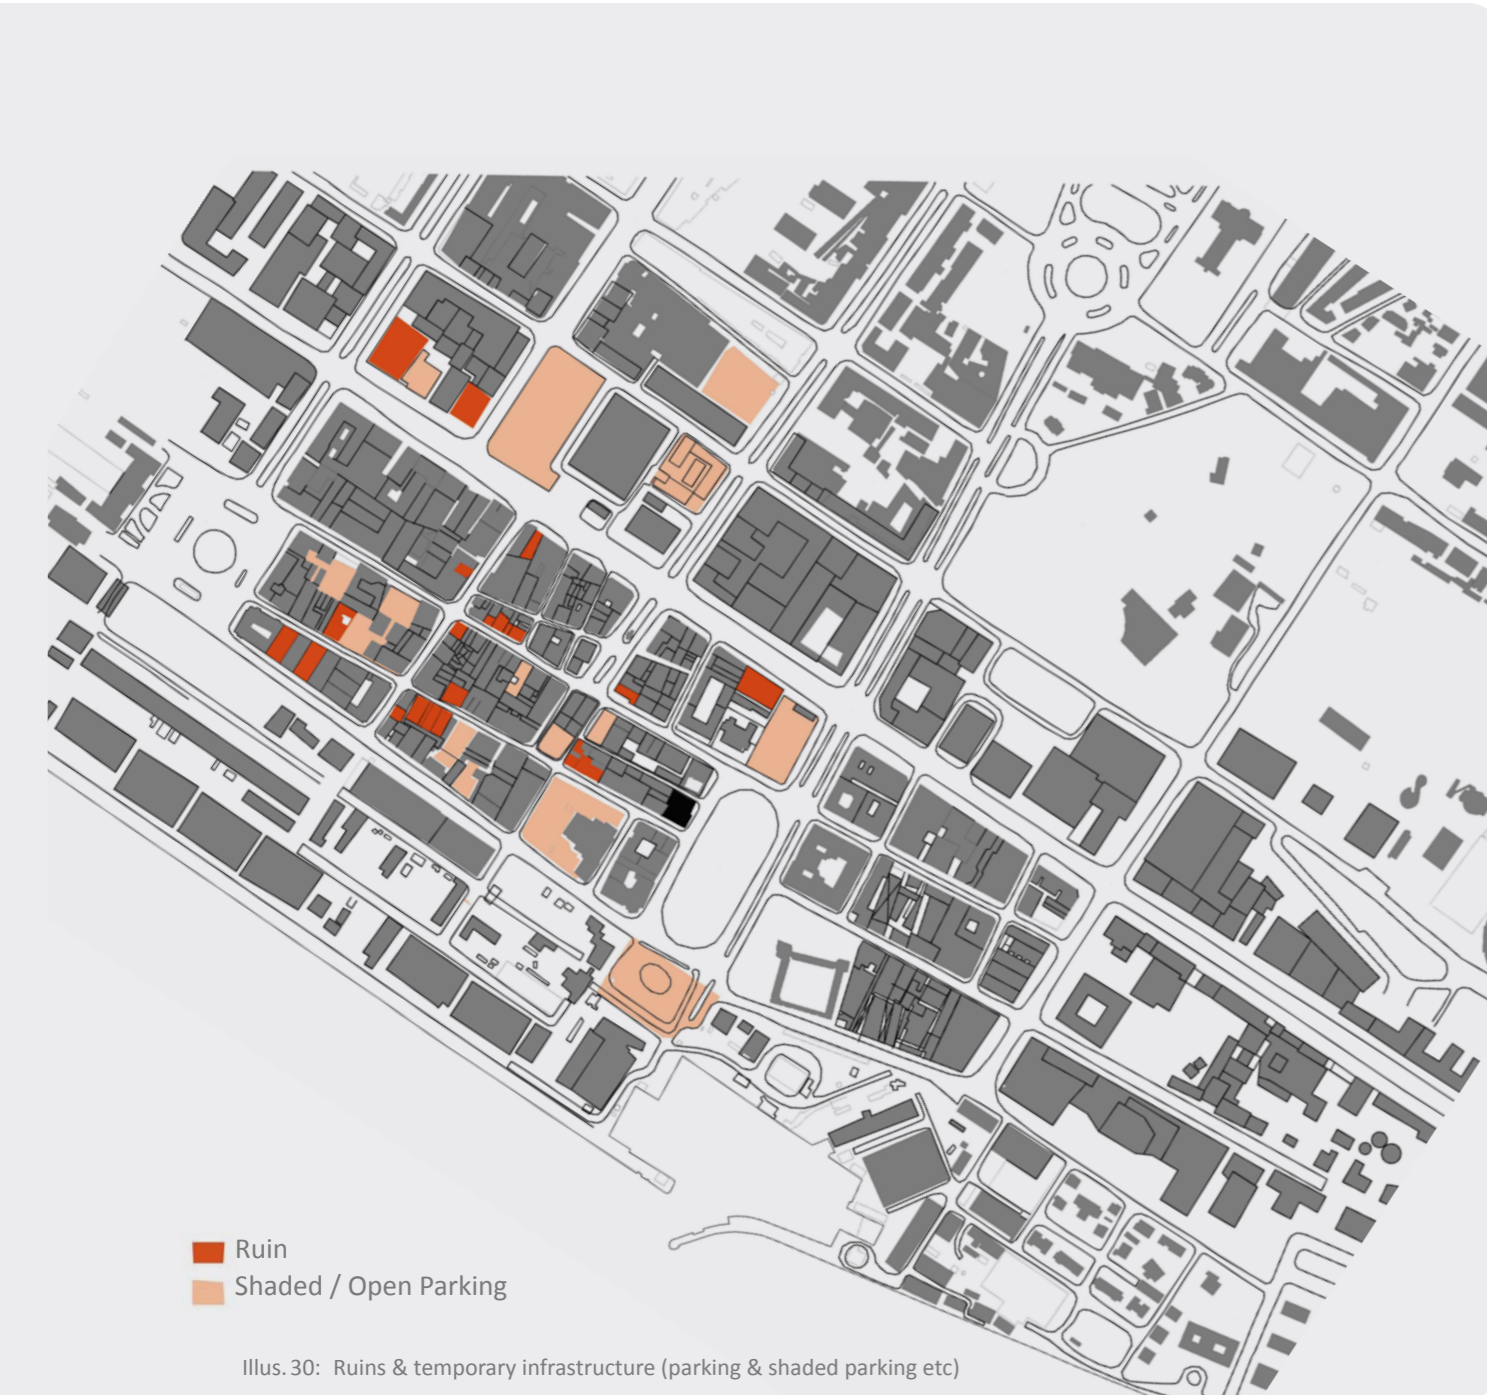 Ruin
Shaded / Open Parking
Illus. 30: Ruins & temporary infrastructure (parking & shaded parking etc)